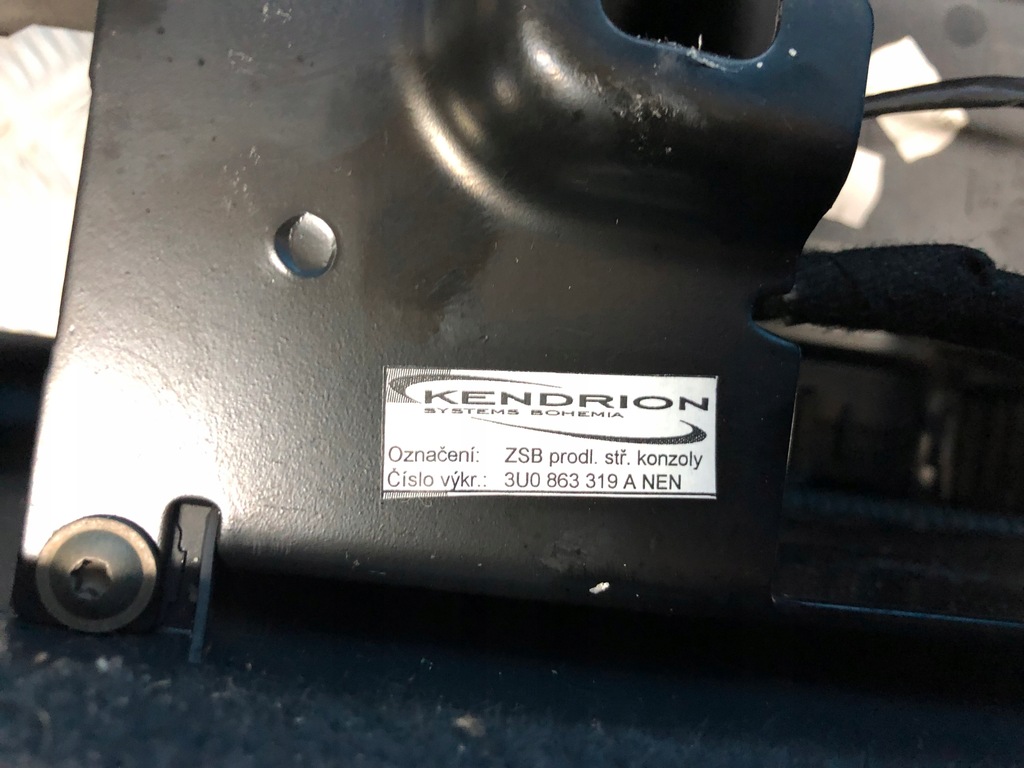 KENDRION
SYSTEMS BOHEMIA
Označení: ZSB prodl. stř. konzoly
Číslo výkr.: 3U0 863 319 A NEN